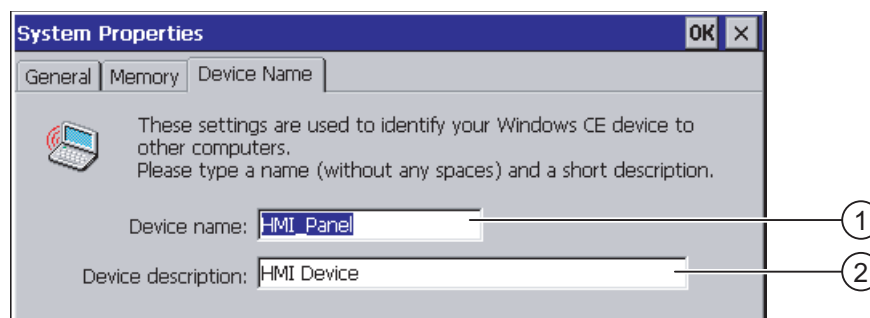 System Properties OK ×
General Memory Device Name
These settings are used to identify your Windows CE device to
other computers.
Please type a name (without any spaces) and a short description.
Device name: HMI_Panel 1
Device description: HMI Device 2